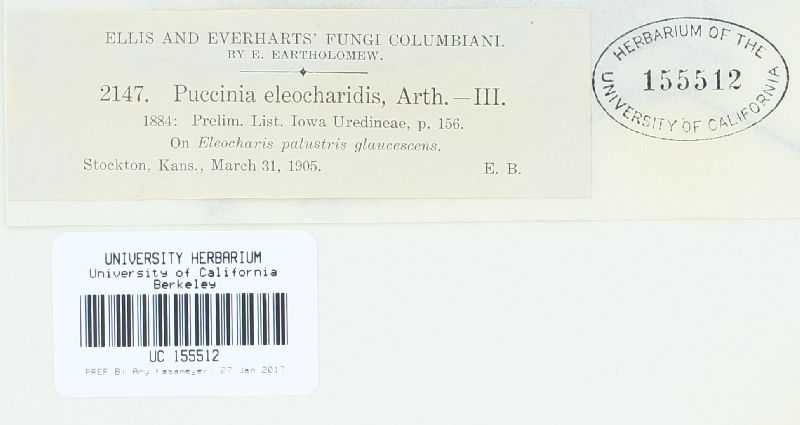 ELLIS AND EVERHARTS' FUNGI COLUMBIANI.
BY E. EARTHOLOMEW.
2147. Puccinia eleocharidis, Arth.—III.
1884: Prelim. List. Iowa Uredineae, p. 156.
On Eleocharis palustris glaucescens.
Stockton, Kans., March 31, 1905. E. B.
HERBARIUM OF THE
155512
UNIVERSITY OF CALIFORNIA
UNIVERSITY HERBARIUM
University of California
Berkeley
UC 155512
PREP BY Amy Kasameyer, 27 Jan 2017